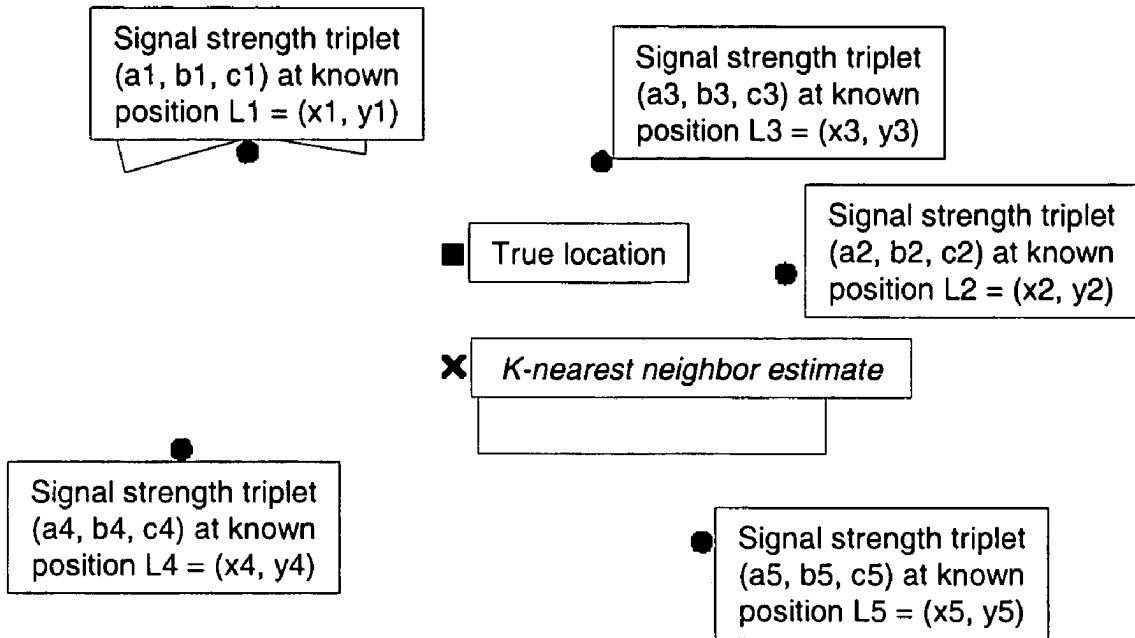 Signal strength triplet
(a1, b1, c1) at known
position L1 = (x1, y1)
Signal strength triplet
(a3, b3, c3) at known
position L3 = (x3, y3)
Signal strength triplet
(a2, b2, c2) at known
position L2 = (x2, y2)
True location
K-nearest neighbor estimate
Signal strength triplet
(a4, b4, c4) at known
position L4 = (x4, y4)
Signal strength triplet
(a5, b5, c5) at known
position L5 = (x5, y5)